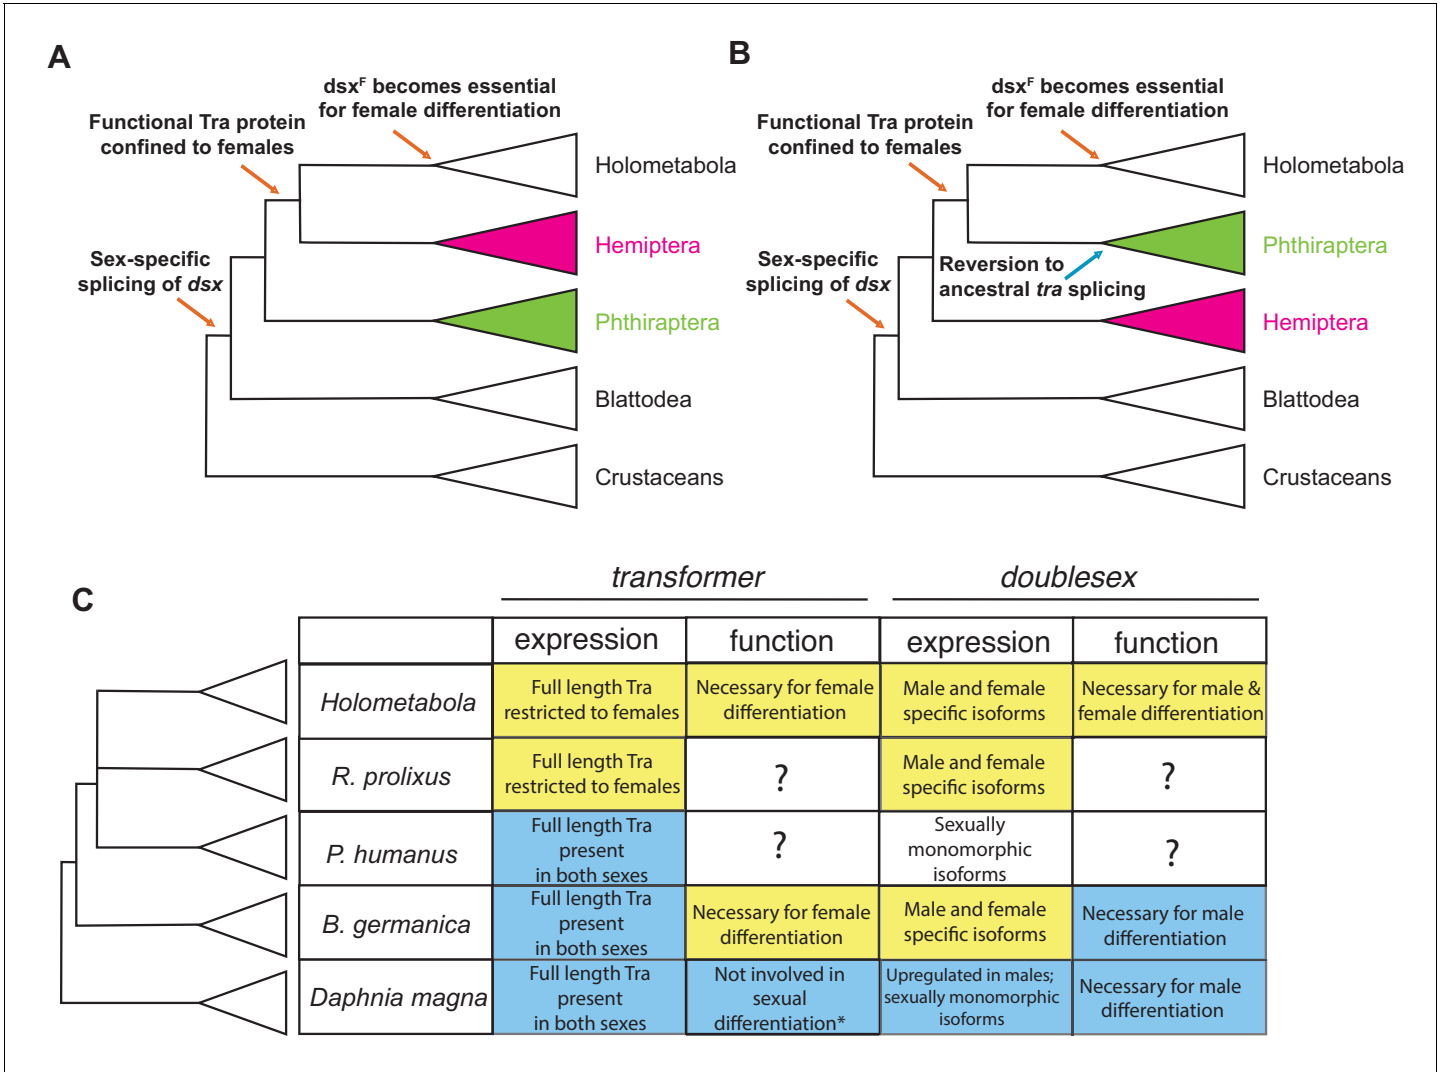 A
dsxF becomes essential
for female differentiation
Functional Tra protein
confined to females
Sex-specific
splicing of dsx
Holometabola
Hemiptera
Phthiraptera
Blattodea
Crustaceans
B
dsxF becomes essential
for female differentiation
Functional Tra protein
confined to females
Sex-specific
splicing of dsx
Reversion to
ancestral tra splicing
Holometabola
Phthiraptera
Hemiptera
Blattodea
Crustaceans
C
transformer
doublesex
expression
function
expression
function
Holometabola
Full length Tra
restricted to females
Necessary for female
differentiation
Male and female
specific isoforms
Necessary for male &
female differentiation
R. prolixus
Full length Tra
restricted to females
?
Male and female
specific isoforms
?
P. humanus
Full length Tra
present
in both sexes
?
Sexually
monomorphic
isoforms
?
B. germanica
Full length Tra
present
in both sexes
Necessary for female
differentiation
Male and female
specific isoforms
Necessary for male
differentiation
Daphnia magna
Full length Tra
present
in both sexes
Not involved in
sexual
differentiation*
Upregulated in males;
sexually monomorphic
isoforms
Necessary for male
differentiation